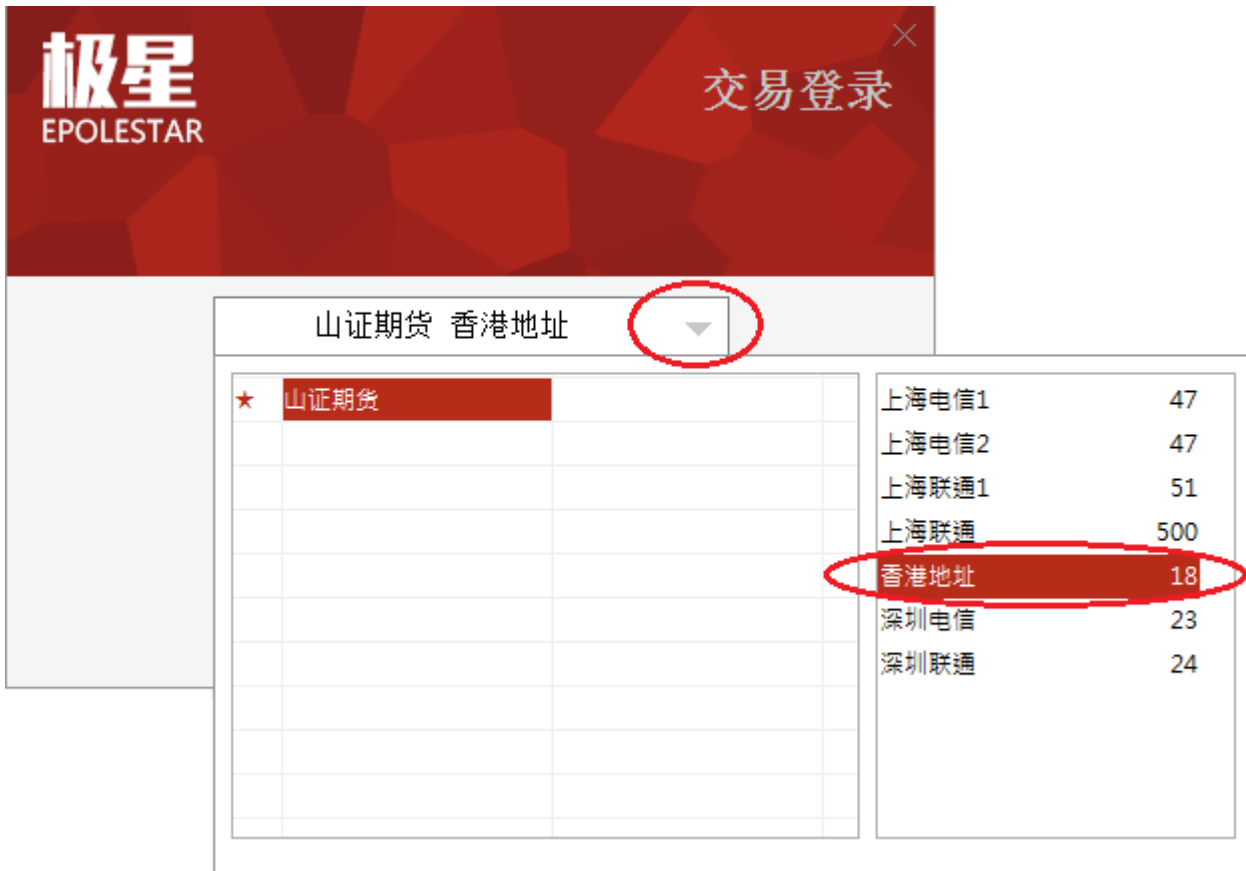 极星
EPOLESTAR
交易登录
山证期货 香港地址
★ 山证期货
上海电信1 47
上海电信2 47
上海联通1 51
上海联通 500
香港地址 18
深圳电信 23
深圳联通 24